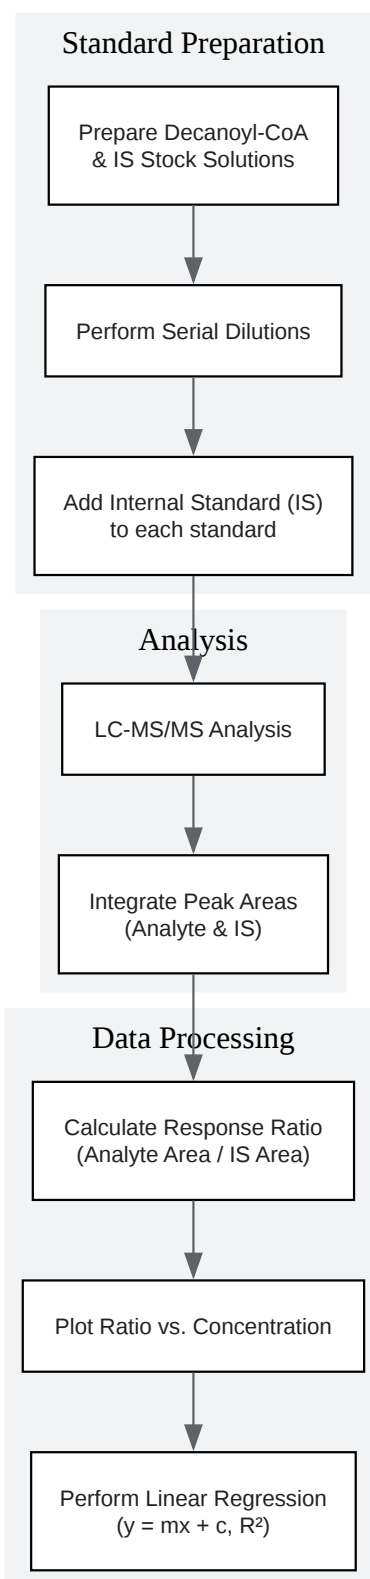 Standard Preparation
Prepare Decanoyl-CoA
& IS Stock Solutions
Perform Serial Dilutions
Add Internal Standard (IS)
to each standard
Analysis
LC-MS/MS Analysis
Integrate Peak Areas
(Analyte & IS)
Data Processing
Calculate Response Ratio
(Analyte Area / IS Area)
Plot Ratio vs. Concentration
Perform Linear Regression
(y = mx + c, R²)